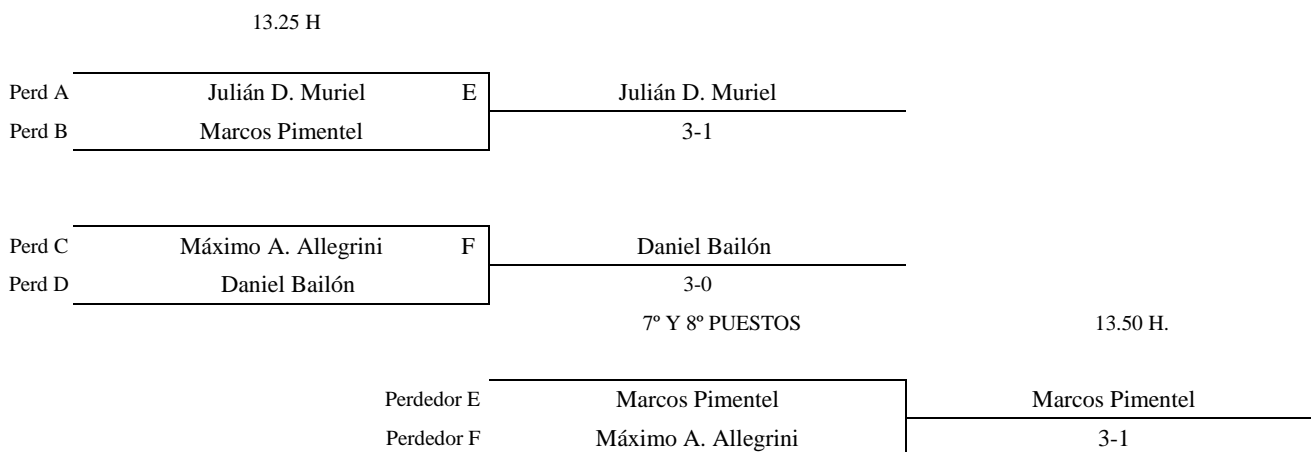 13.25 H
Perd A Julián D. Muriel E Julián D. Muriel
Perd B Marcos Pimentel 3-1
Perd C Máximo A. Allegrini F Daniel Bailón
Perd D Daniel Bailón 3-0
7º Y 8º PUESTOS 13.50 H.
Perdedor E Marcos Pimentel Marcos Pimentel
Perdedor F Máximo A. Allegrini 3-1